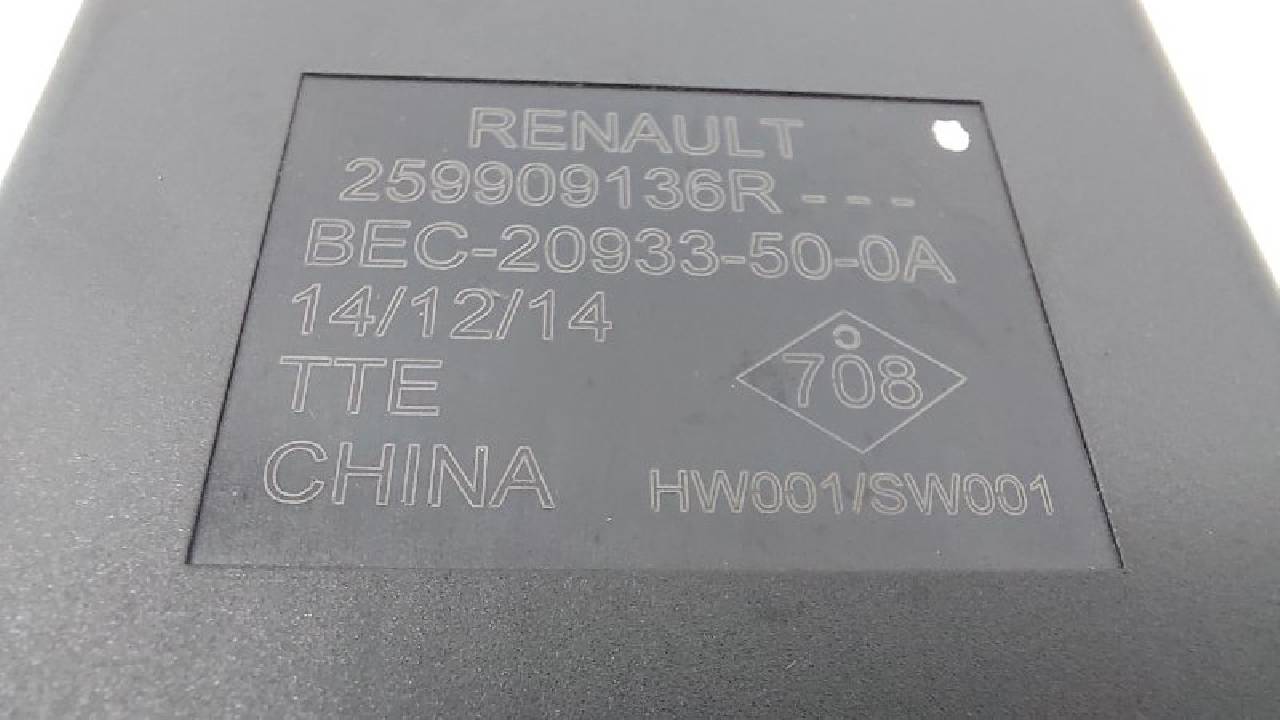 RENAULT
259909136R - - -
BEC-20933-50-0A
14/12/14
TTE
C
708
CHINA
HW001/SW001